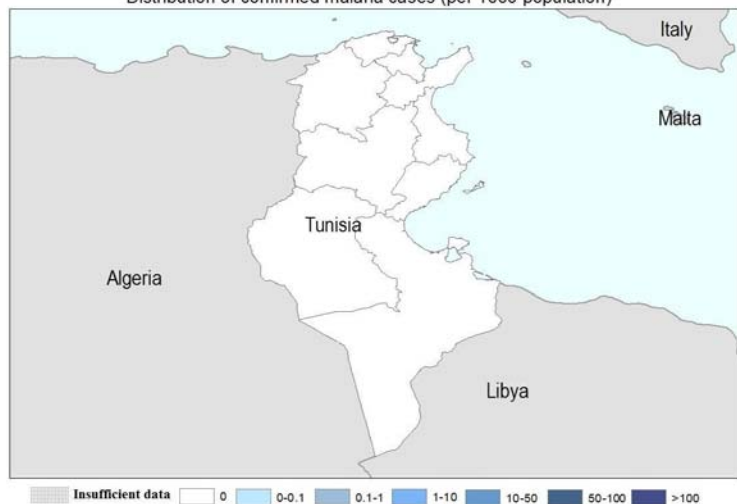 Distribution of confirmed malaria cases (per 1000 population)
Italy
Malta
Tunisia
Algeria
Libya
Insufficient data 0 0-0.1 0.1-1 1-10 10-50 50-100 >100